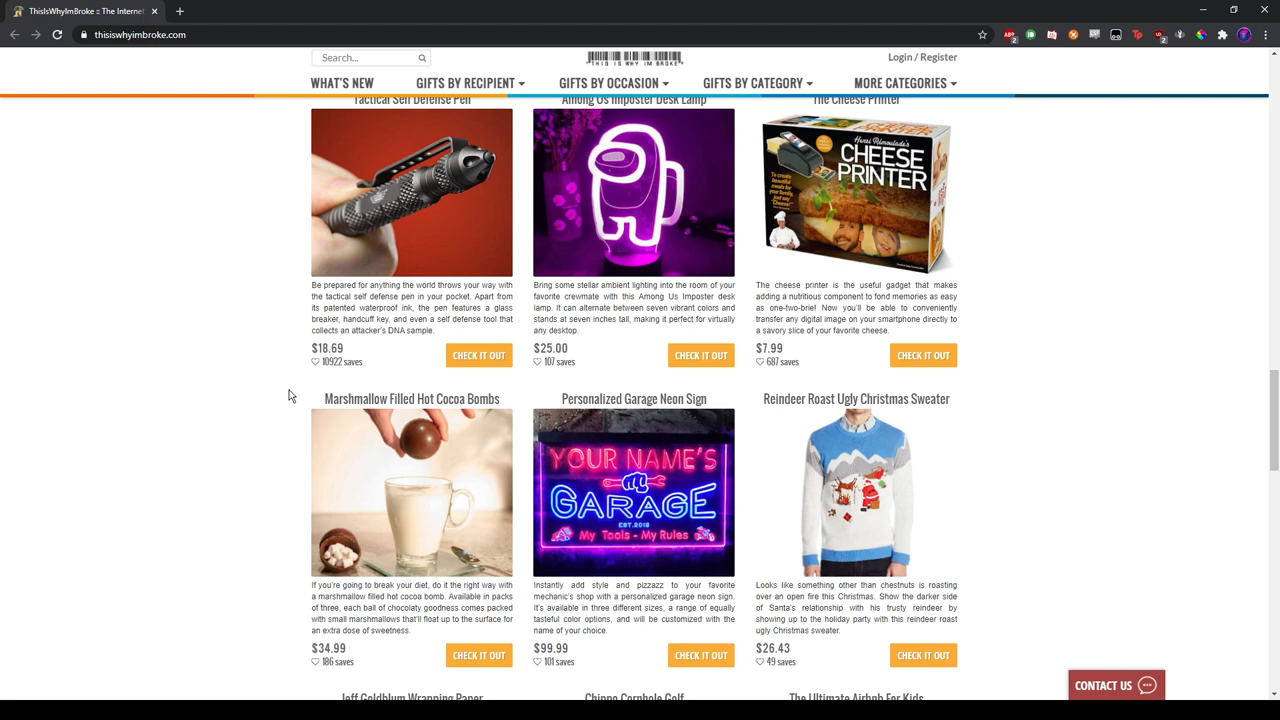 ThisIsWhyImBroke = The Internet
thisiswhyimbroke.com
Search...
THIS IS WHY IM BROKE
Login / Register
WHAT'S NEW
GIFTS BY RECIPIENT
GIFTS BY OCCASION
GIFTS BY CATEGORY
MORE CATEGORIES
Tactical Self Defense Pen
Among Us Imposter Desk Lamp
The Cheese Printer
CHEESE
PRINTER
Be prepared for anything the world throws your way with
the tactical self defense pen in your pocket. Apart from
its patented waterproof ink, the pen features a glass
breaker, handcuff key, and even a self defense tool that
collects an attacker's DNA sample.
$18.69
10922 saves
CHECK IT OUT
Bring some stellar ambient lighting into the room of your
favorite crewmate with this Among Us Imposter desk
lamp. It can alternate between seven vibrant colors and
stands at seven inches tall, making it perfect for virtually
any desktop.
$25.00
107 saves
CHECK IT OUT
The cheese printer is the useful gadget that makes
adding a nutritious component to fond memories as easy
as one-two-brie! Now you'll be able to conveniently
transfer any digital image on your smartphone directly to
a savory slice of your favorite cheese.
$7.99
687 saves
CHECK IT OUT
Marshmallow Filled Hot Cocoa Bombs
Personalized Garage Neon Sign
Reindeer Roast Ugly Christmas Sweater
YOUR NAME'S
GARAGE
EST.2016
My Tools - My Rules
If you're going to break your diet, do it the right way with
a marshmallow filled hot cocoa bomb. Available in packs
of three, each ball of chocolaty goodness comes packed
with small marshmallows that'll float up to the surface for
an extra dose of sweetness.
$34.99
186 saves
CHECK IT OUT
Instantly add style and pizzazz to your favorite
mechanic's shop with a personalized garage neon sign.
It's available in three different sizes, a range of equally
tasteful color options, and will be customized with the
name of your choice.
$99.99
101 saves
CHECK IT OUT
Looks like something other than chestnuts is roasting
over an open fire this Christmas. Show the darker side
of Santa's relationship with his trusty reindeer by
showing up to the holiday party with this reindeer roast
ugly Christmas sweater.
$26.43
49 saves
CHECK IT OUT
Jeff Goldblum Wrapping Paper
The Ultimate Airbnb For Kids
CONTACT US